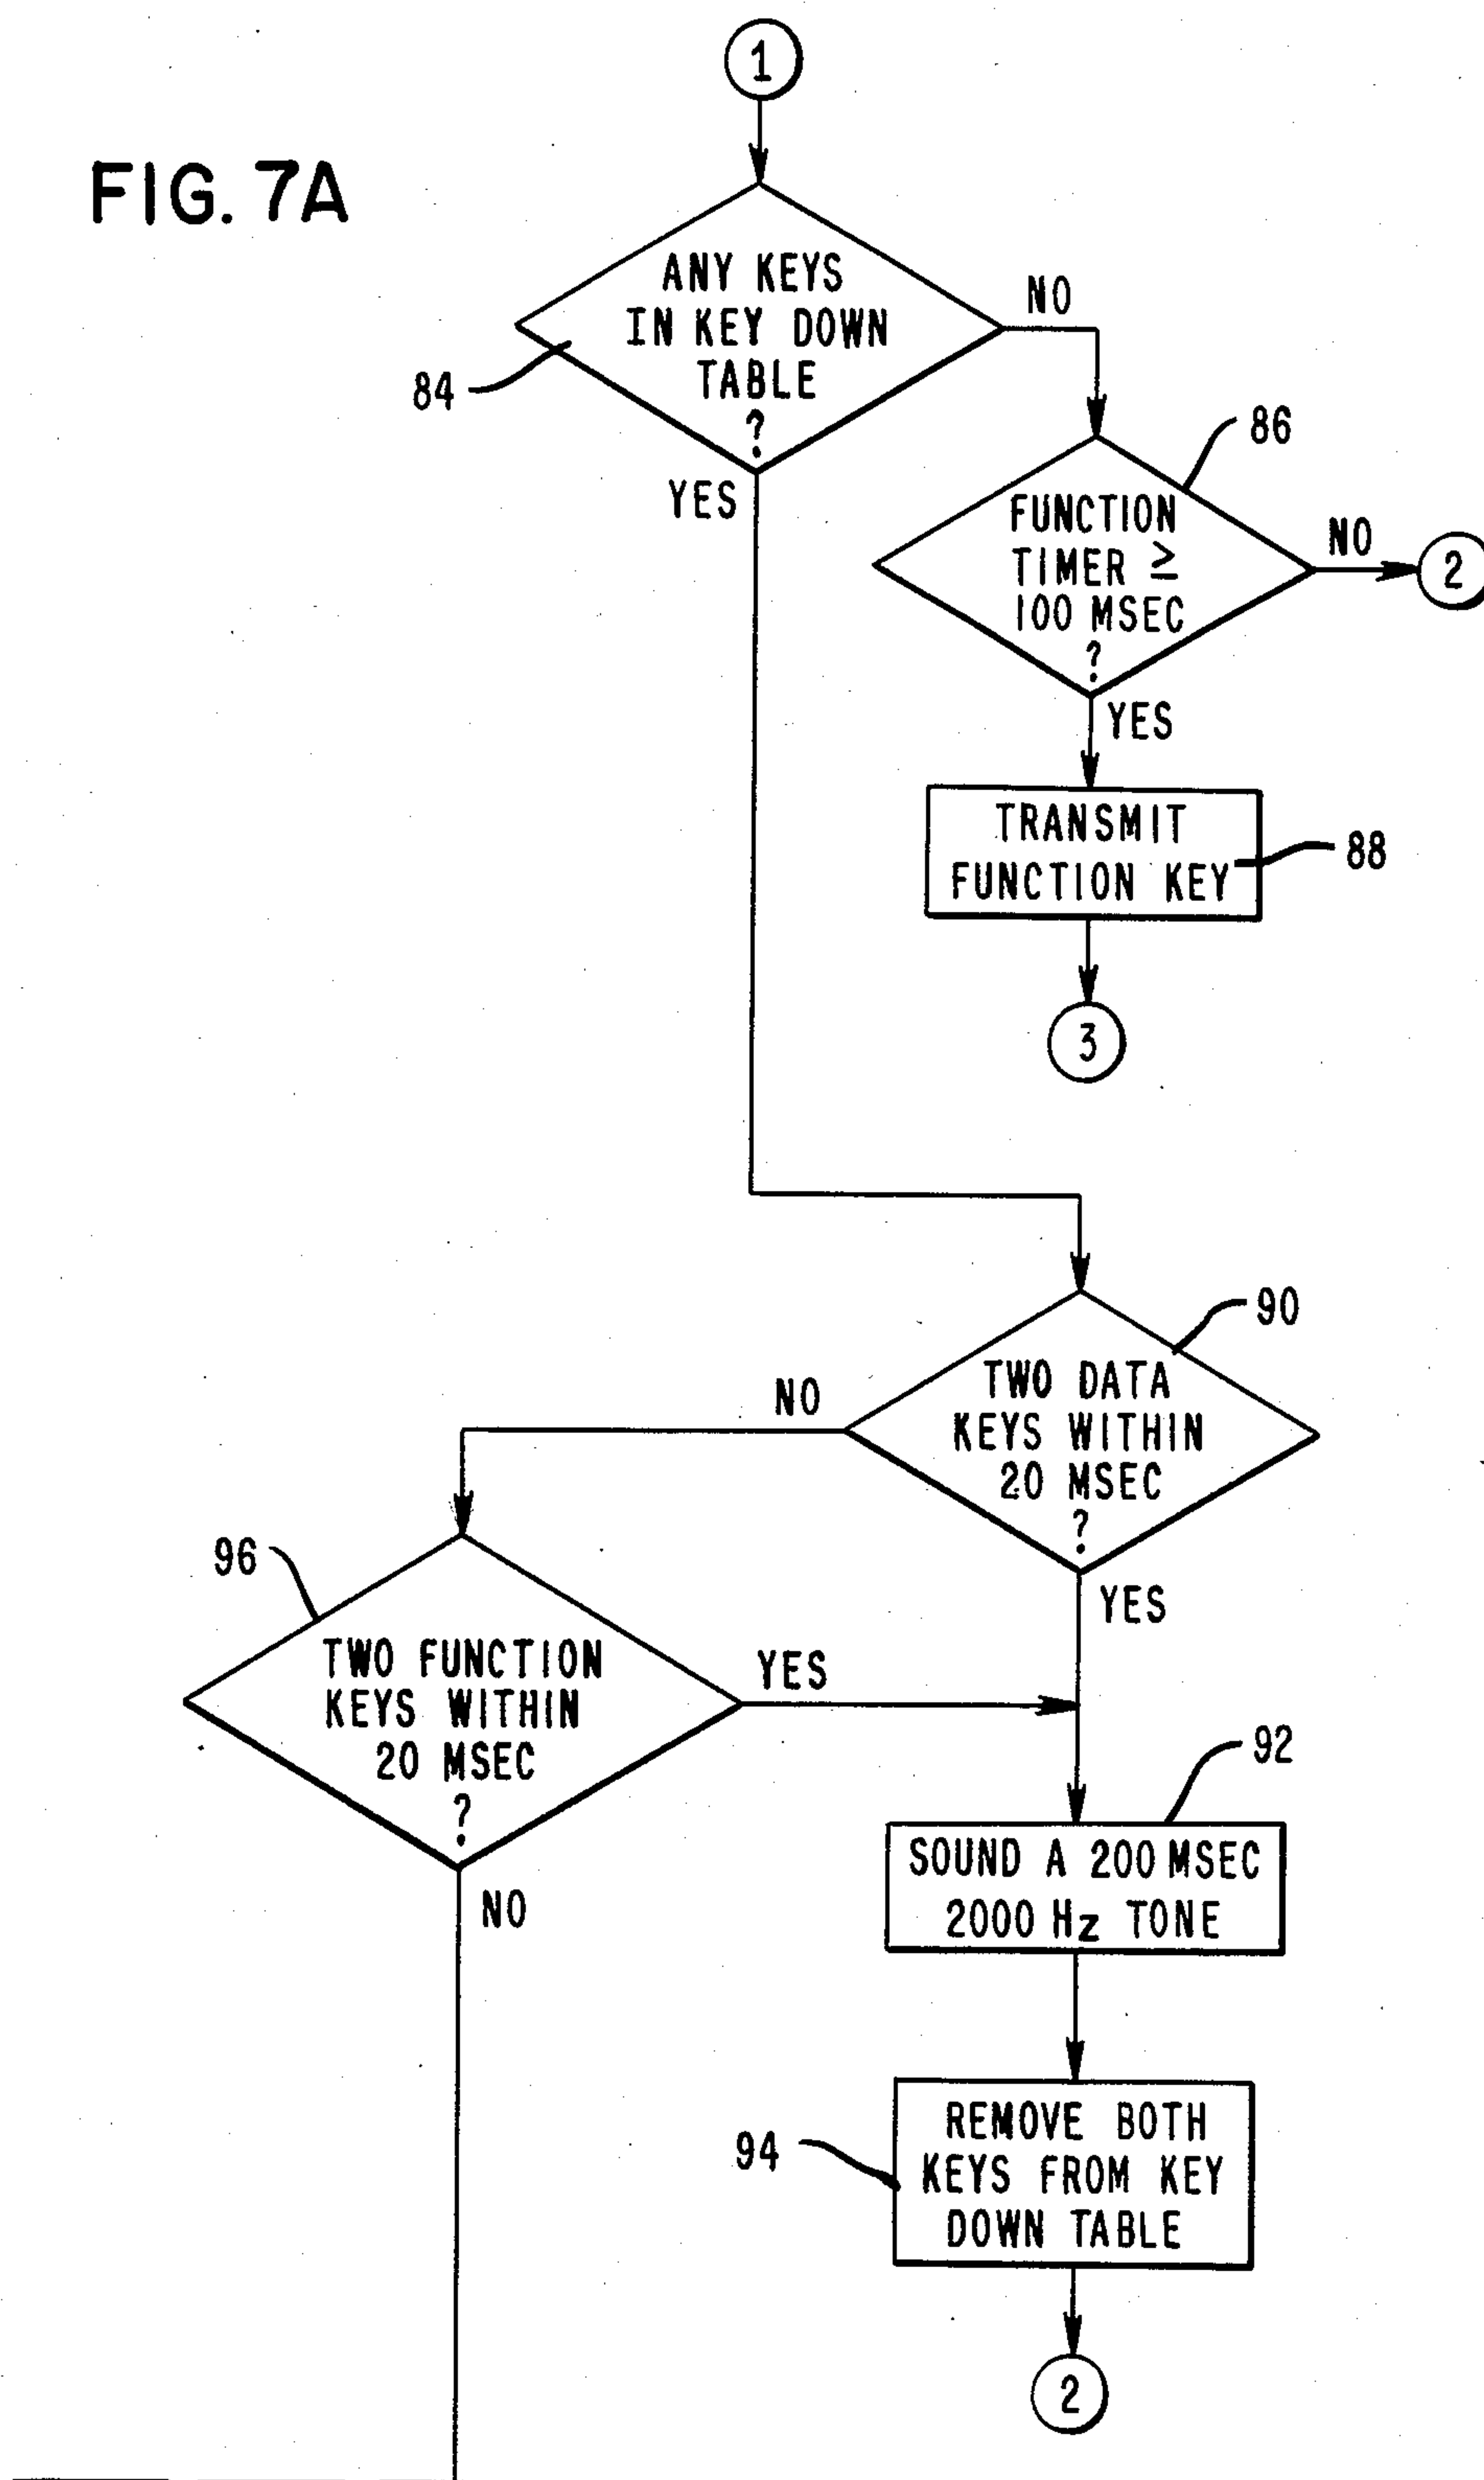 1
FIG. 7A
ANY KEYS
IN KEY DOWN
TABLE
?
NO
84
YES
86
FUNCTION
TIMER ≥
100 MSEC
?
NO
2
YES
TRANSMIT
FUNCTION KEY
88
3
90
TWO DATA
KEYS WITHIN
20 MSEC
?
NO
YES
96
TWO FUNCTION
KEYS WITHIN
20 MSEC
?
YES
NO
92
SOUND A 200 MSEC
2000 Hz TONE
94
REMOVE BOTH
KEYS FROM KEY
DOWN TABLE
2